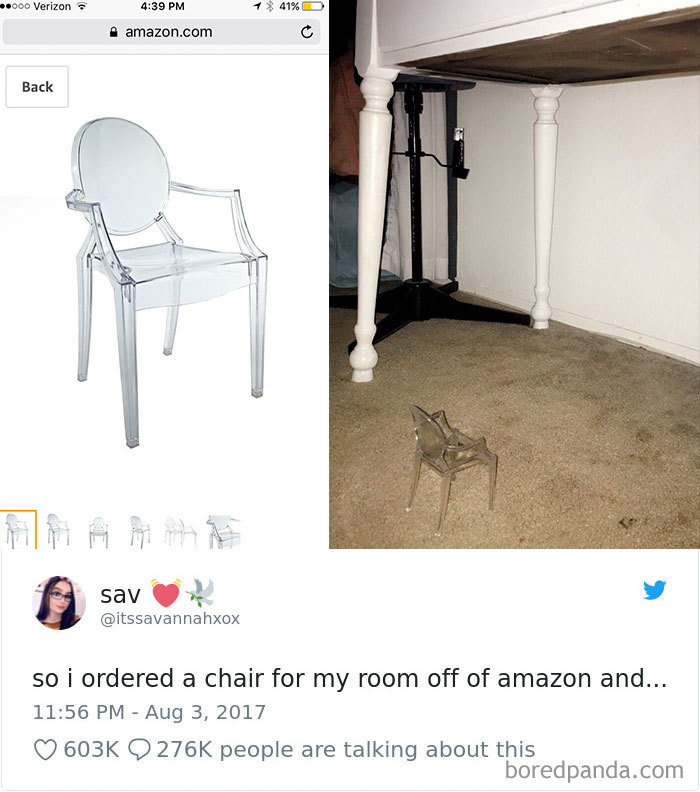 Verizon 4:39 PM 41%
amazon.com
Back
sav
@itssavannahxox
so i ordered a chair for my room off of amazon and...
11:56 PM - Aug 3, 2017
603K 276K people are talking about this
boredpanda.com